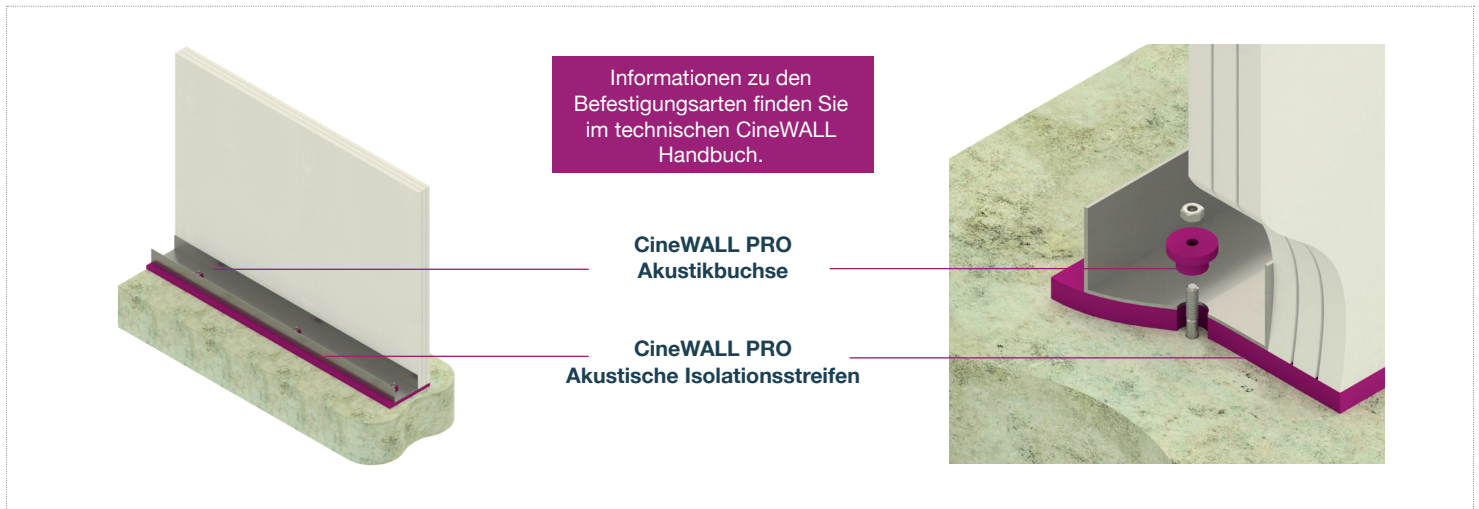 Informationen zu den
Befestigungsarten finden Sie
im technischen CineWALL
Handbuch.
CineWALL PRO
Akustikbuchse
CineWALL PRO
Akustische Isolationsstreifen